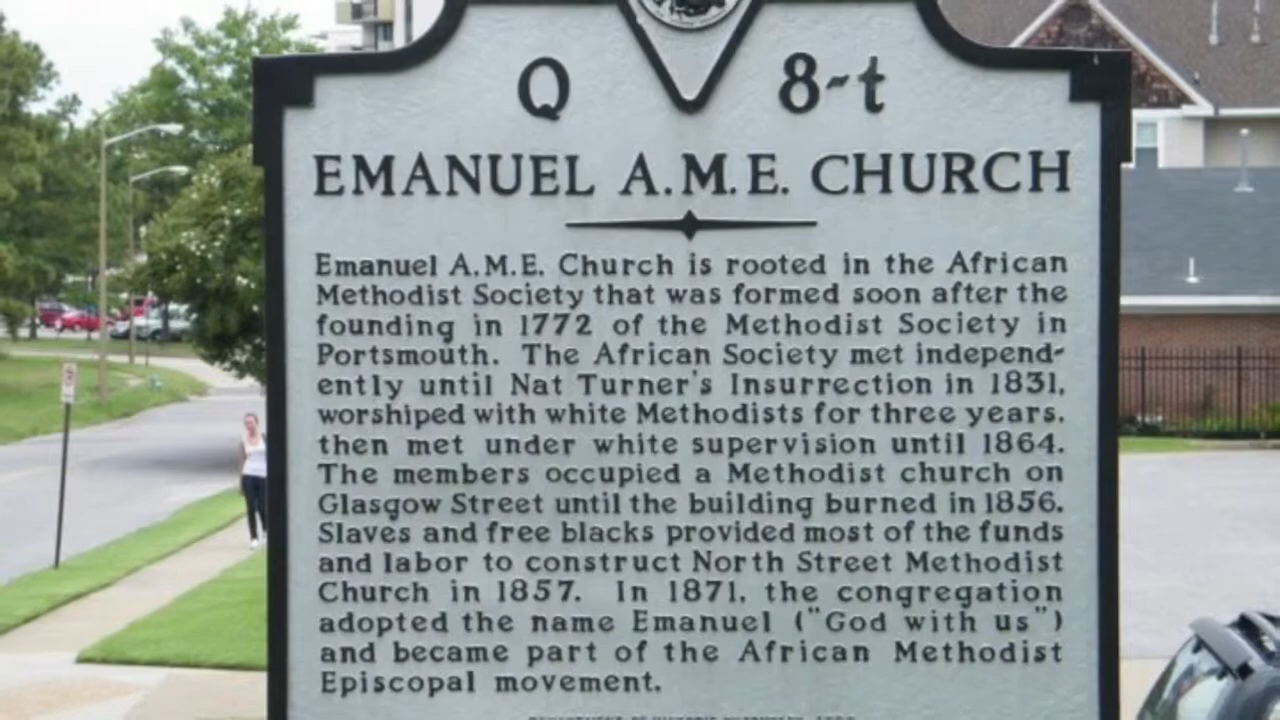 Q 8-t
EMANUEL A.M.E. CHURCH
Emanuel A.M.E. Church is rooted in the African
Methodist Society that was formed soon after the
founding in 1772 of the Methodist Society in
Portsmouth. The African Society met independ-
ently until Nat Turner's Insurrection in 1831,
worshiped with white Methodists for three years,
then met under white supervision until 1864.
The members occupied a Methodist church on
Glasgow Street until the building burned in 1856.
Slaves and free blacks provided most of the funds
and labor to construct North Street Methodist
Church in 1857. In 1871, the congregation
adopted the name Emanuel ("God with us")
and became part of the African Methodist
Episcopal movement.